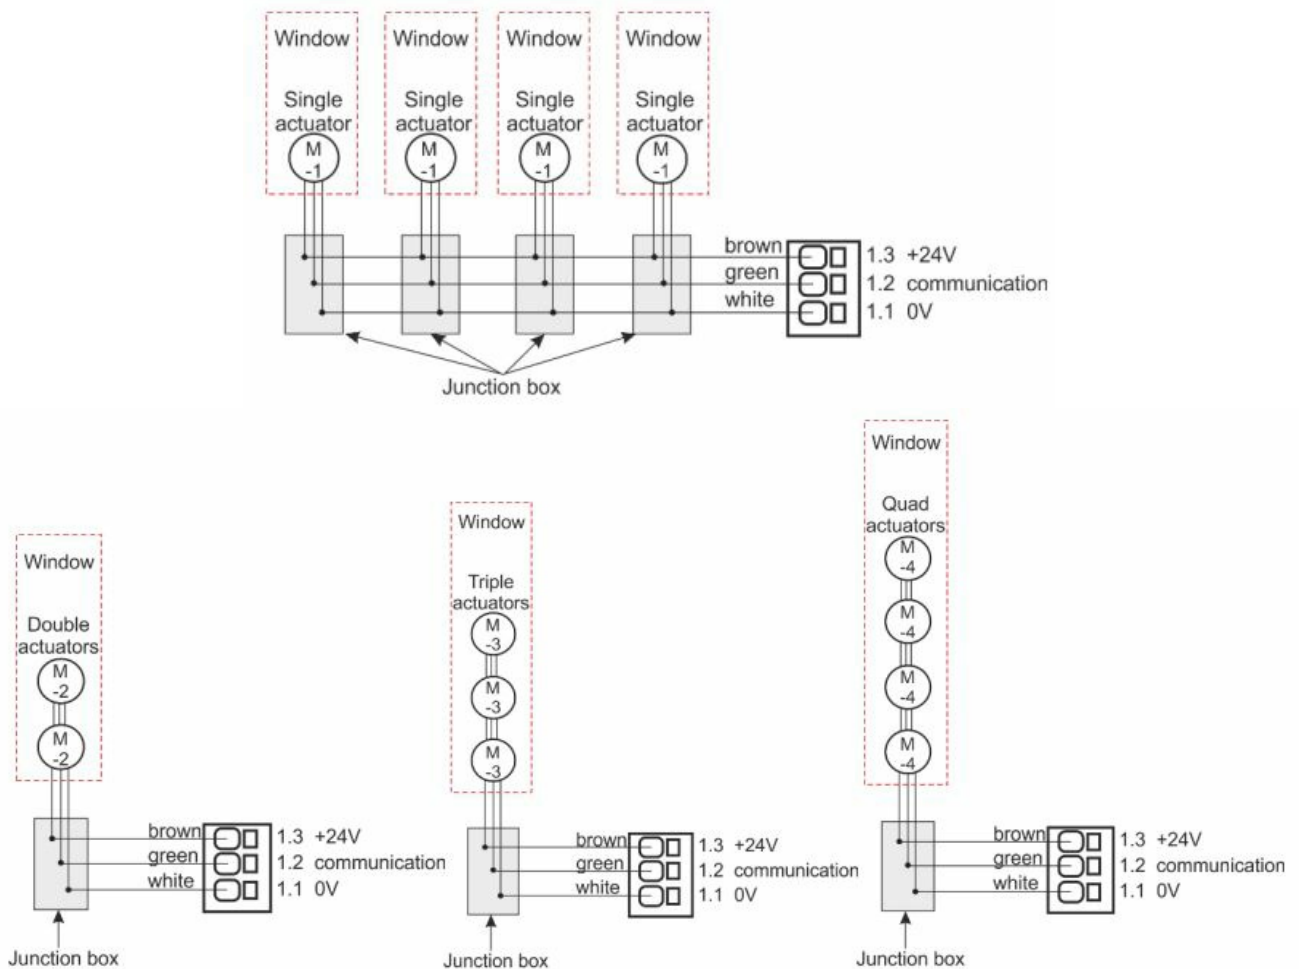 Window Window Window Window
Single Single Single Single
actuator actuator actuator actuator
M M M M
-1 -1 -1 -1
brown 1.3 +24V
green 1.2 communication
white 1.1 0V
Junction box
Window
Double
actuators
M
-2
M
-2
brown 1.3 +24V
green 1.2 communication
white 1.1 0V
Junction box
Window
Triple
actuators
M
-3
M
-3
M
-3
brown 1.3 +24V
green 1.2 communication
white 1.1 0V
Junction box
Window
Quad
actuators
M
-4
M
-4
M
-4
M
-4
brown 1.3 +24V
green 1.2 communication
white 1.1 0V
Junction box